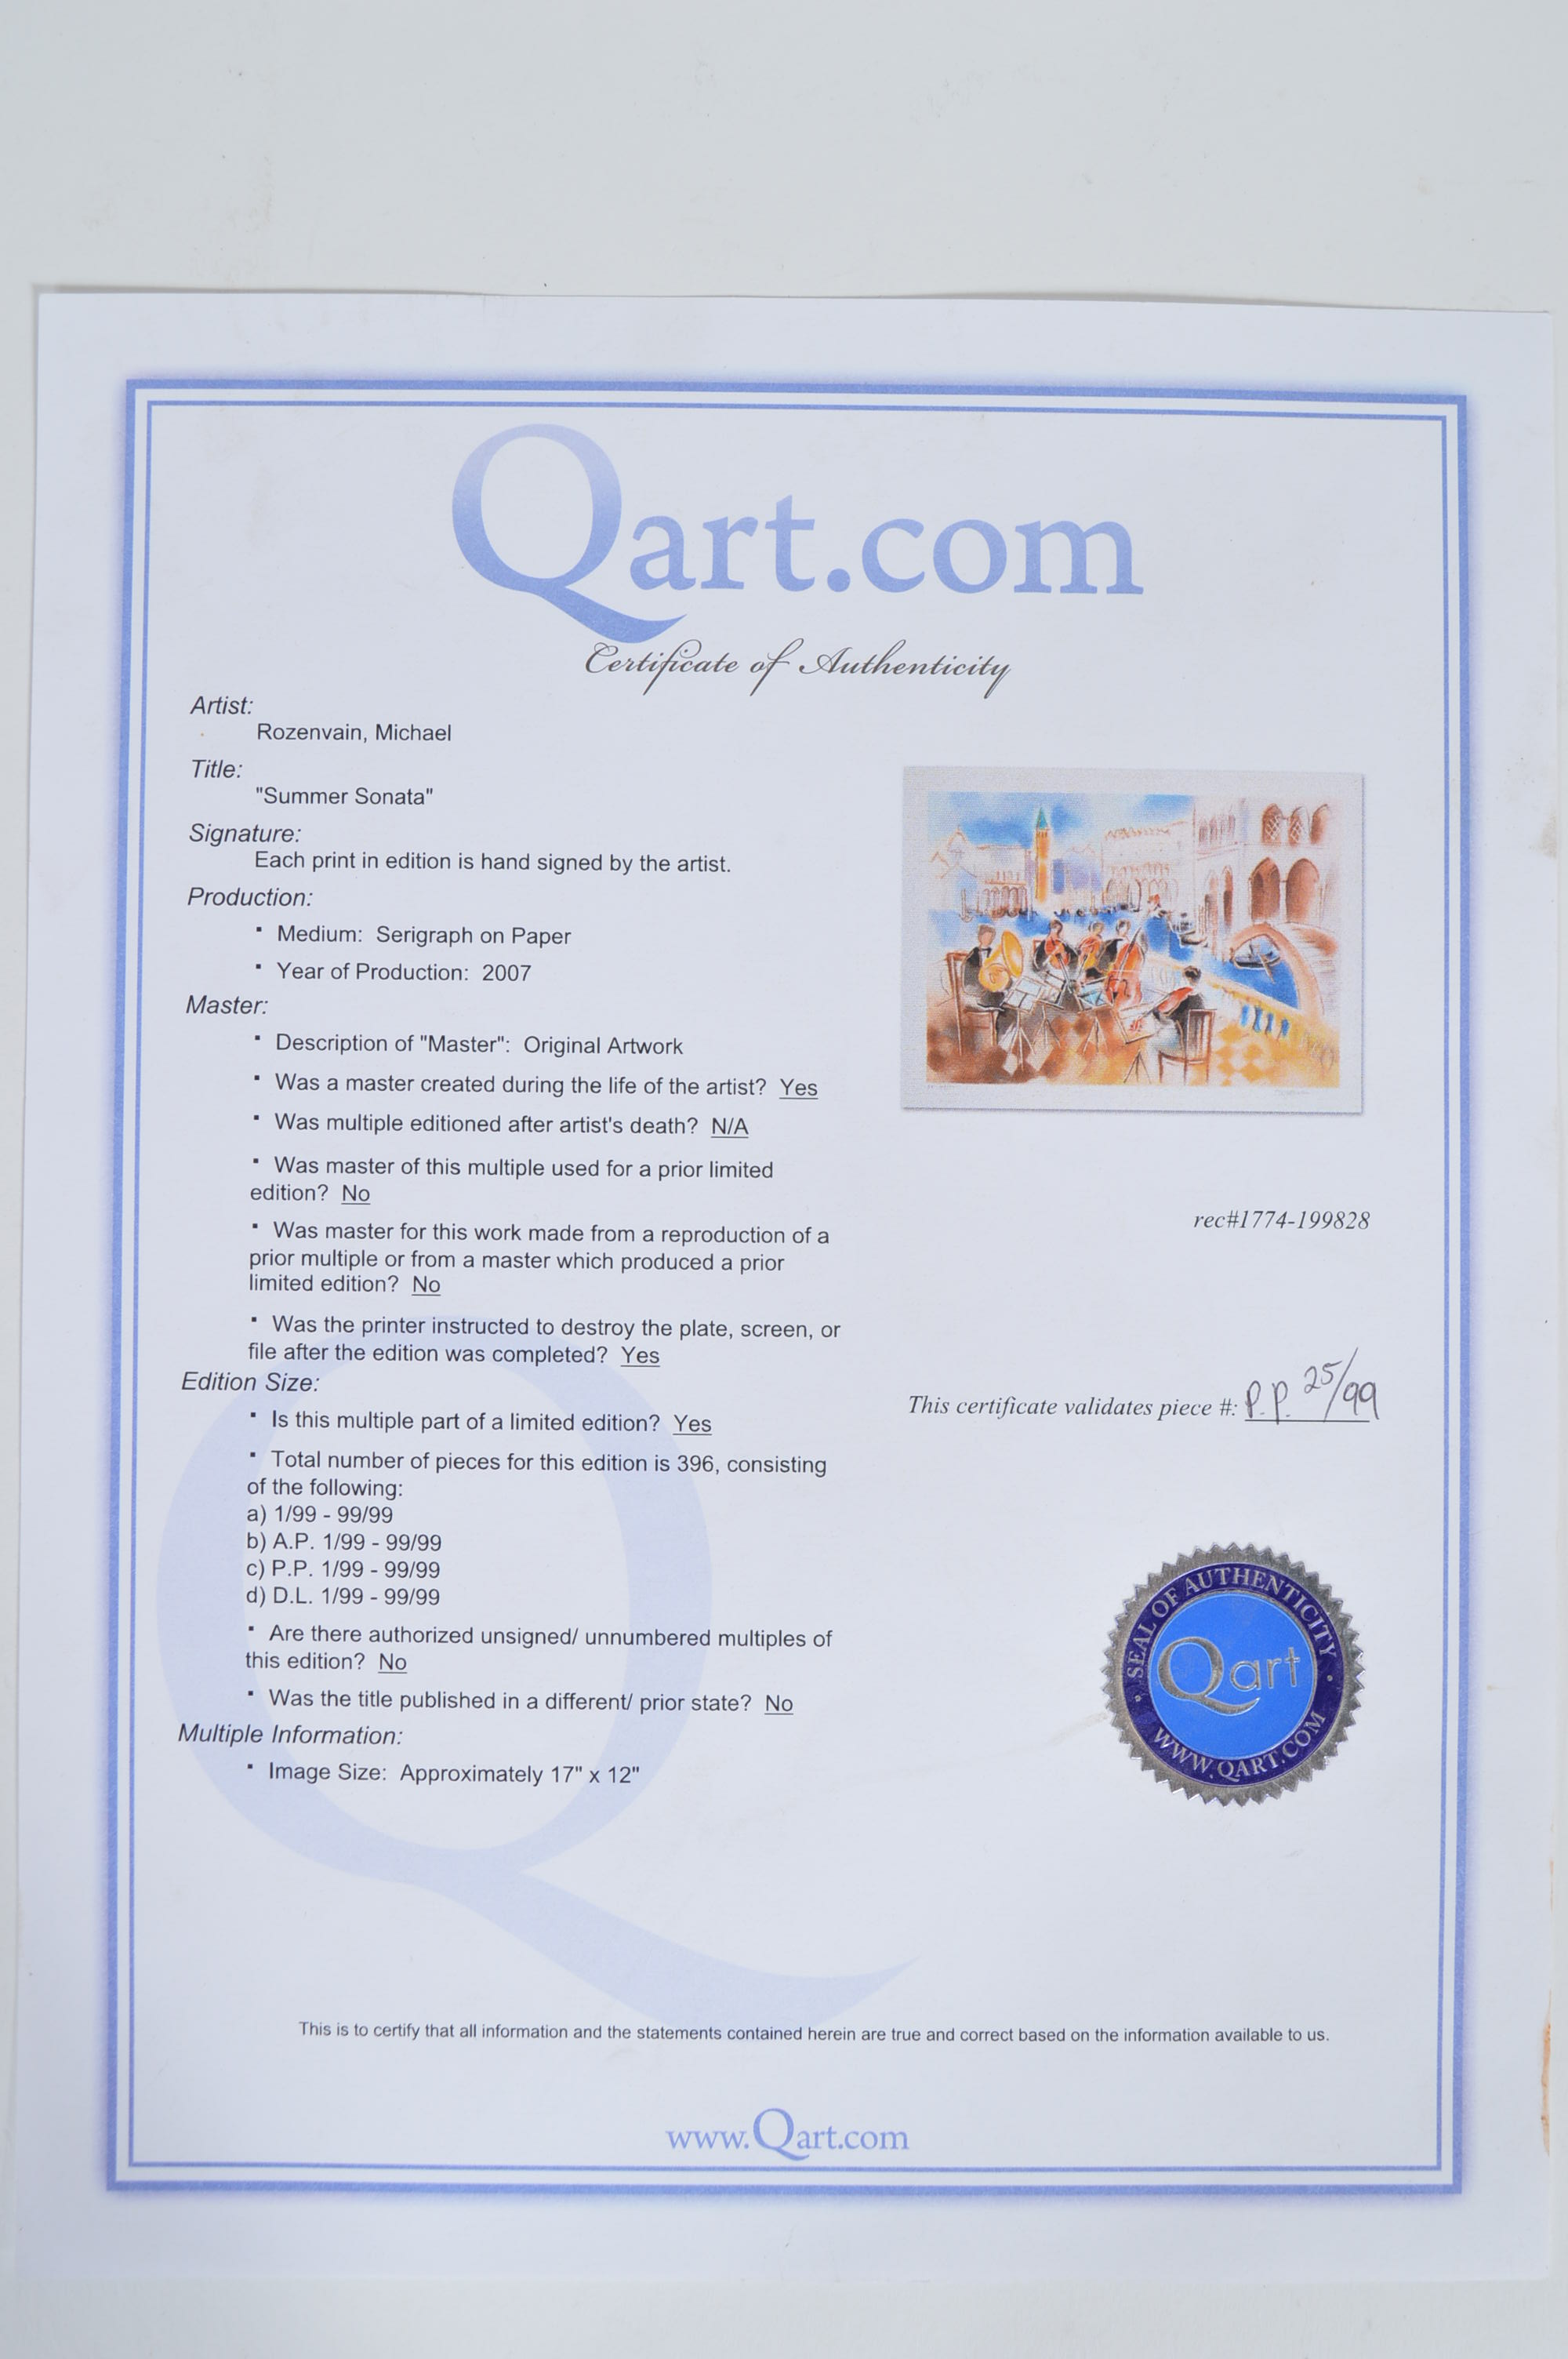 Qart.com
Certificate of Authenticity
Artist:
Rozenvain, Michael
Title:
"Summer Sonata"
Signature:
Each print in edition is hand signed by the artist.
Production:
▪ Medium: Serigraph on Paper
▪ Year of Production: 2007
Master:
▪ Description of "Master": Original Artwork
▪ Was a master created during the life of the artist? Yes
▪ Was multiple editioned after artist's death? N/A
▪ Was master of this multiple used for a prior limited
edition? No
▪ Was master for this work made from a reproduction of a
prior multiple or from a master which produced a prior
limited edition? No
▪ Was the printer instructed to destroy the plate, screen, or
file after the edition was completed? Yes
Edition Size:
▪ Is this multiple part of a limited edition? Yes
▪ Total number of pieces for this edition is 396, consisting
of the following:
a) 1/99 - 99/99
b) A.P. 1/99 - 99/99
c) P.P. 1/99 - 99/99
d) D.L. 1/99 - 99/99
▪ Are there authorized unsigned/ unnumbered multiples of
this edition? No
▪ Was the title published in a different/ prior state? No
Multiple Information:
▪ Image Size: Approximately 17" x 12"
rec#1774-199828
This certificate validates piece #: P.P. 25/99
· SEAL OF AUTHENTICITY ·
Qart
WWW.QART.COM
This is to certify that all information and the statements contained herein are true and correct based on the information available to us.
www.Qart.com